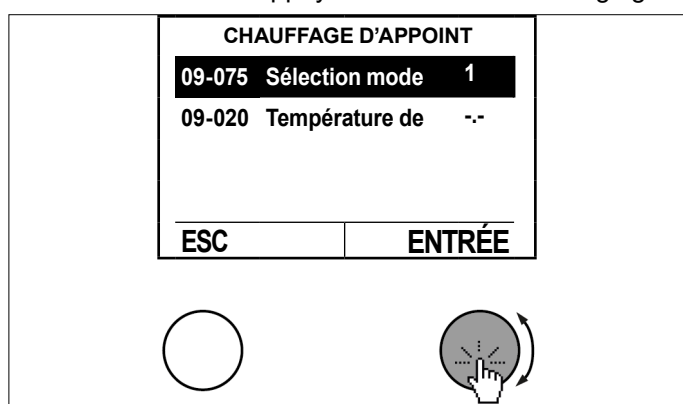 CHAUFFAGE D'APPOINT
09-075 Sélection mode 1
09-020 Température de -.-
ESC ENTRÉE